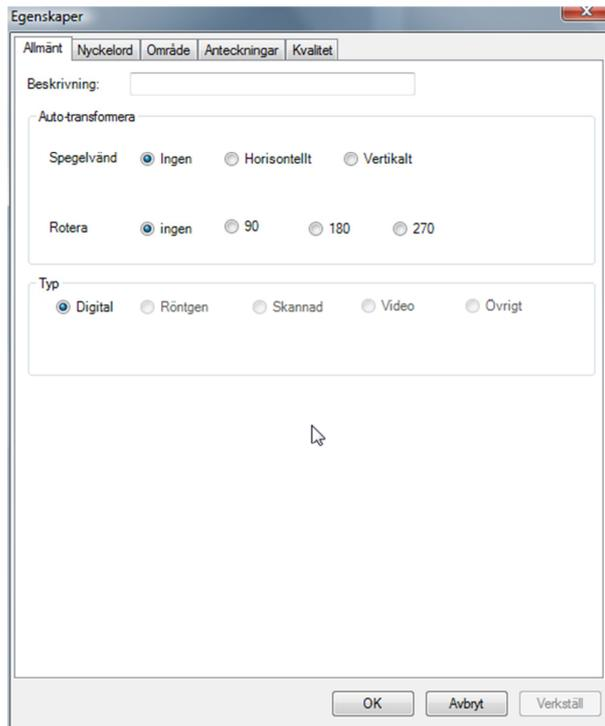 Egenskaper
Allmänt Nyckelord Område Anteckningar Kvalitet
Beskrivning:
Auto-transformera
Spegelvänd Ingen Horisontellt Vertikalt
Rotera ingen 90 180 270
Typ
Digital Röntgen Skannad Video Övrigt
OK Avbryt Verkställ